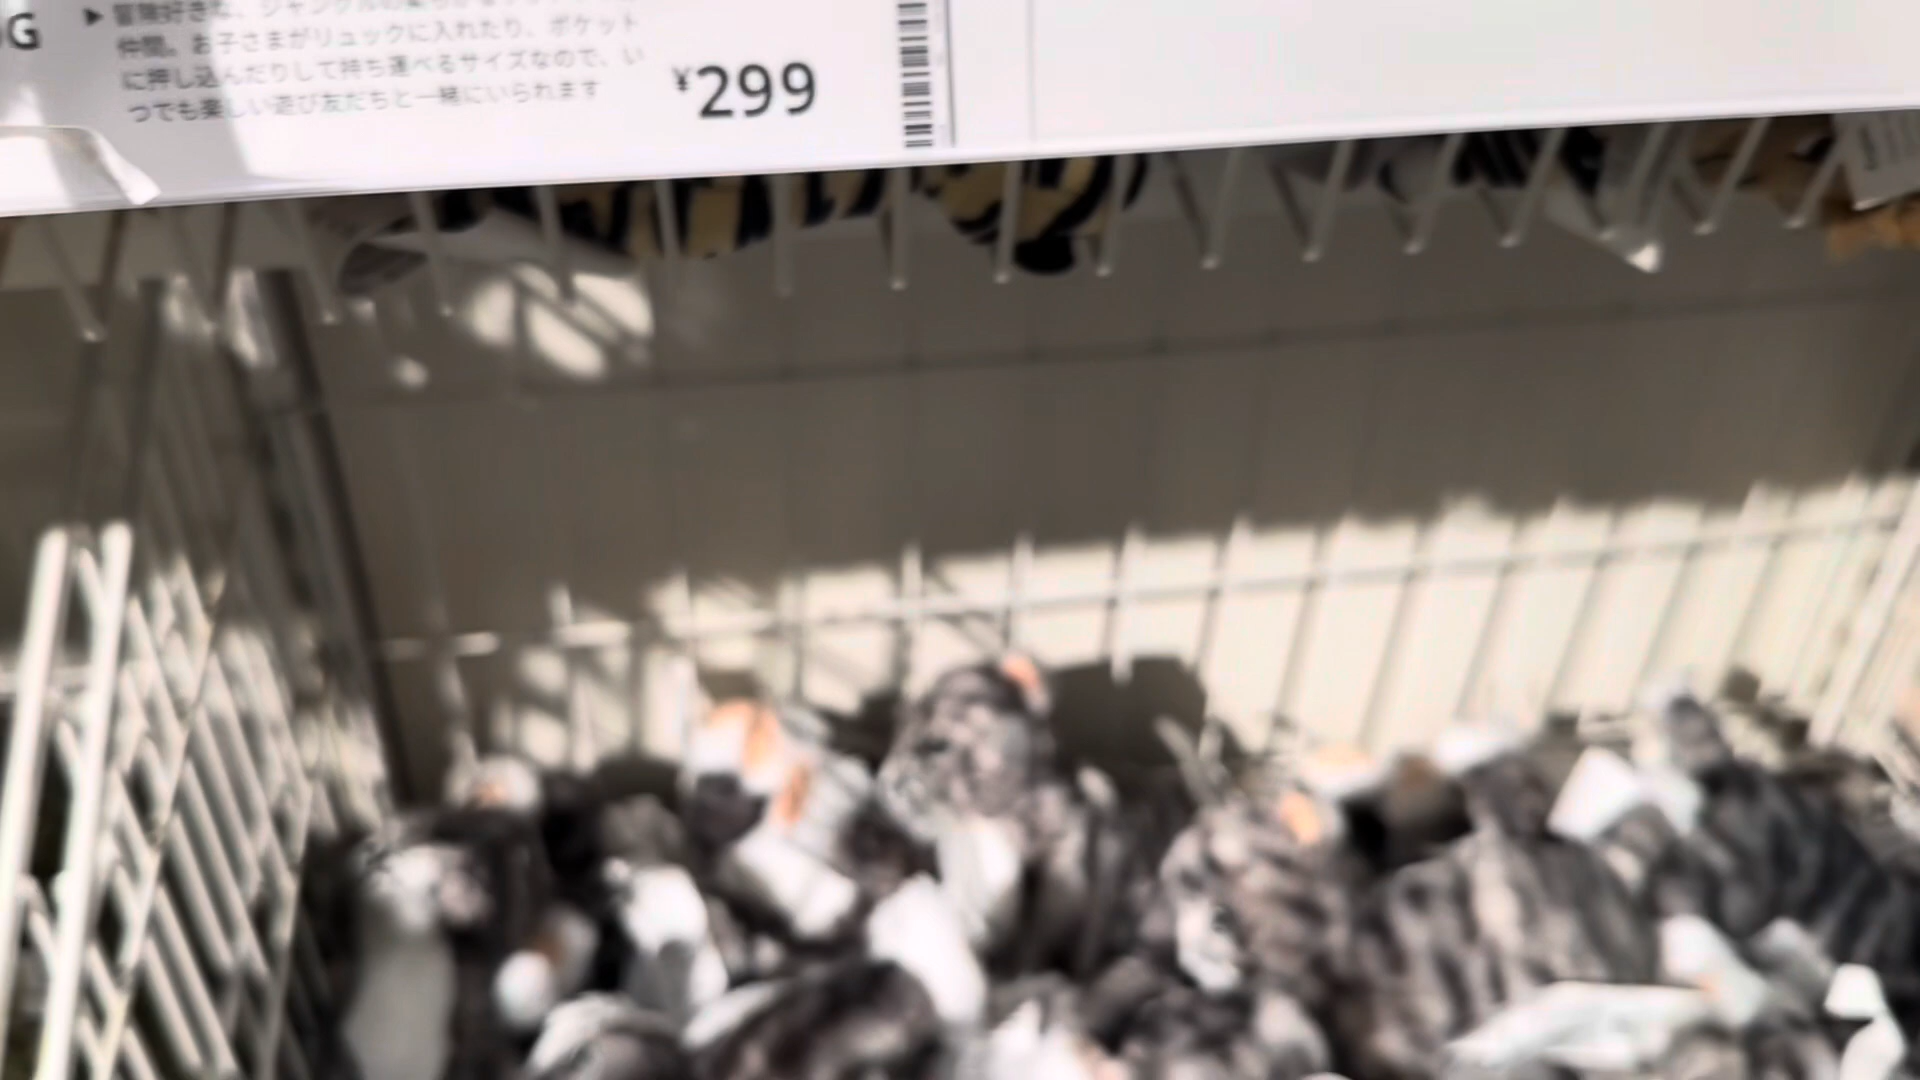 G
▶冒険好きな、ジャングルの
仲間。お子さまがリュックに入れたり、ポケット
に押し込んだりして持ち運べるサイズなので、い
つでも楽しい遊び友だちと一緒にいられます
¥299